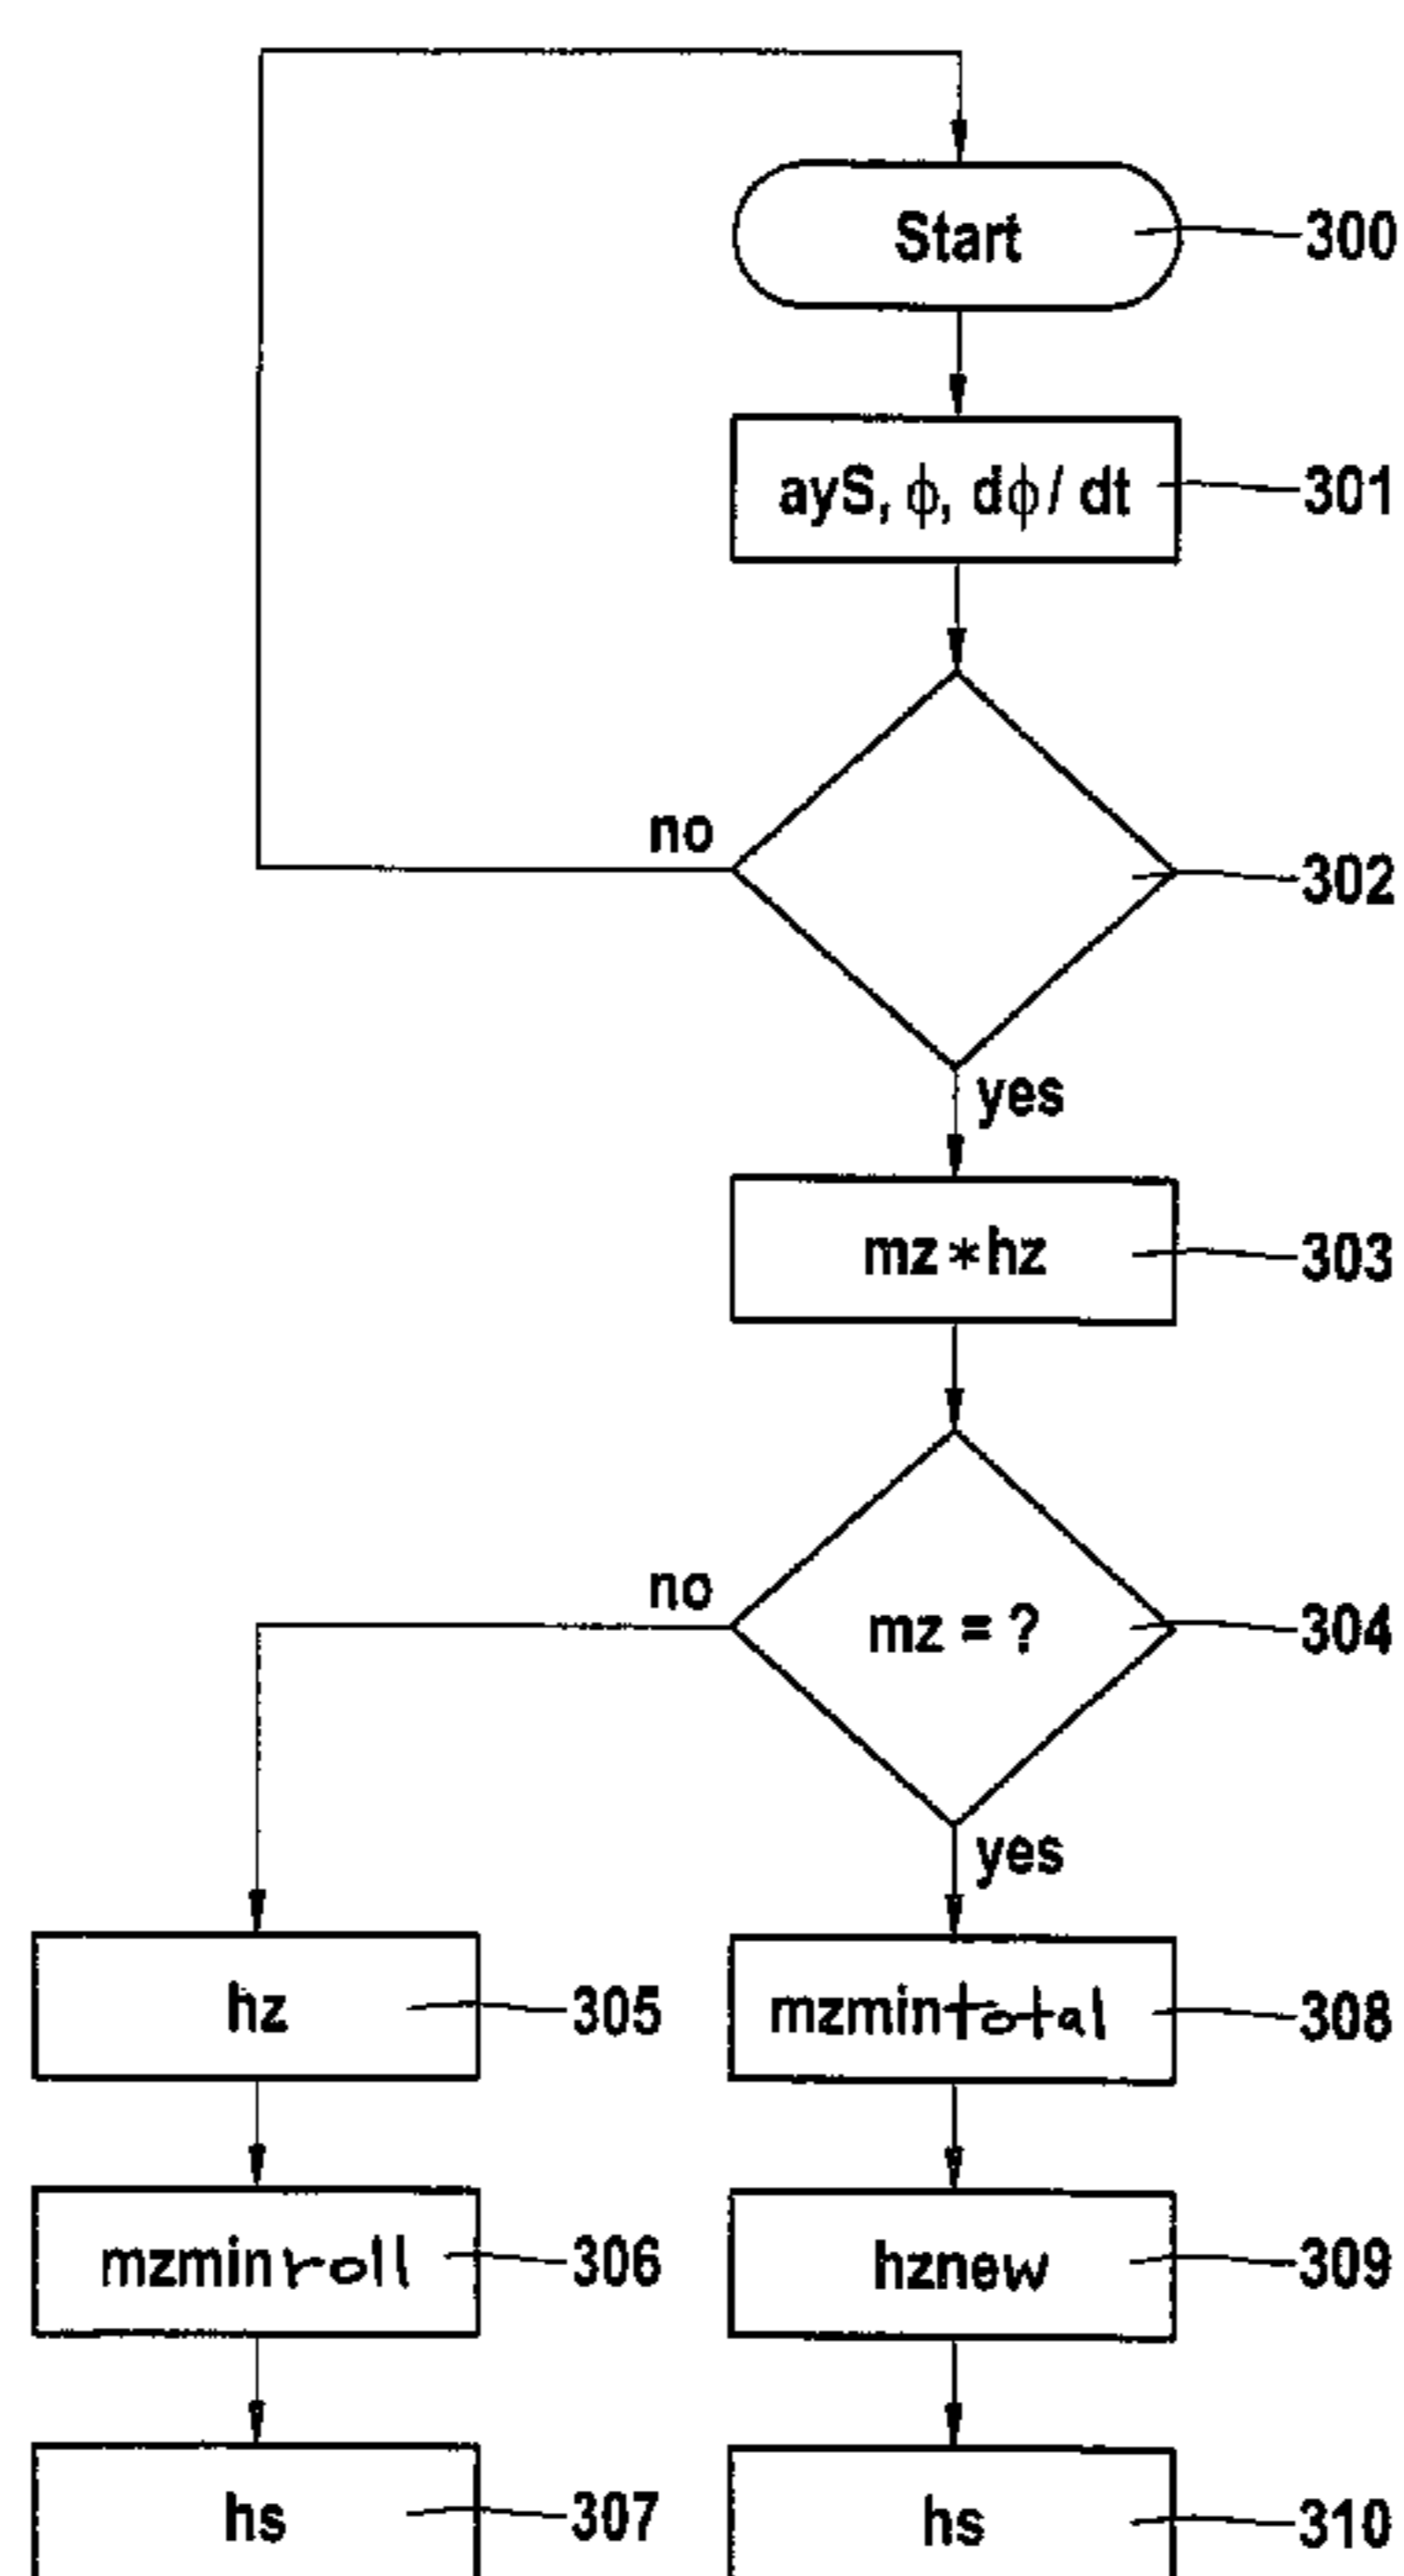 Start 300
ayS, ϕ, dϕ/ dt 301
no
302
yes
mz * hz 303
no
mz = ? 304
yes
hz 305
mzmintotal 308
mzminroll 306
hznew 309
hs 307
hs 310